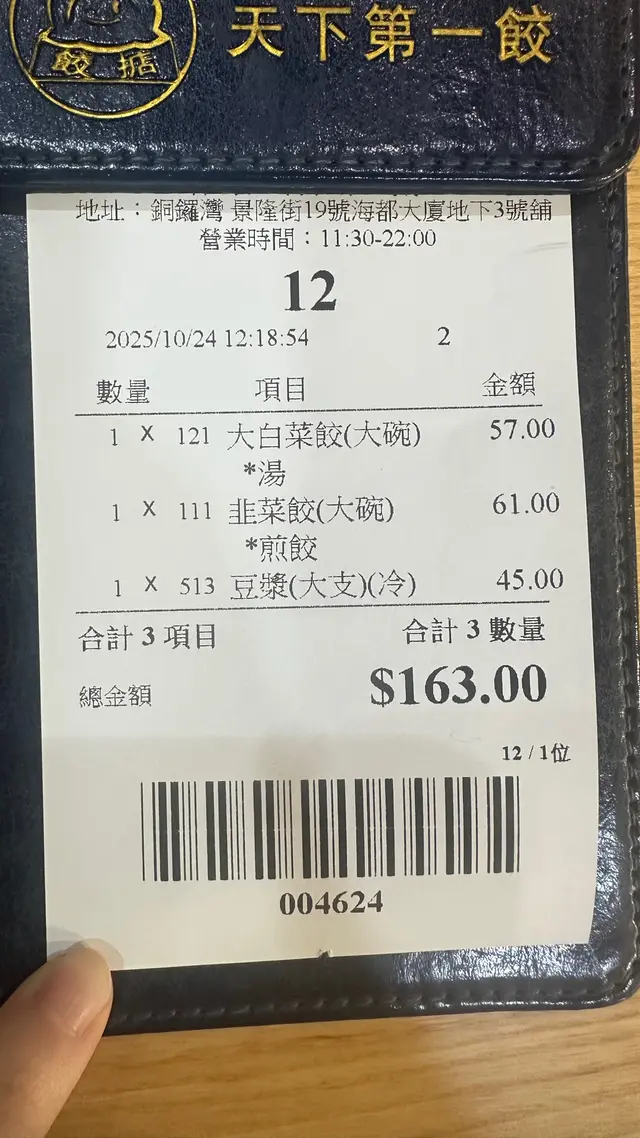 天下第一餃
餃掂
地址：銅鑼灣 景隆街19號海都大廈地下3號舖
營業時間：11:30-22:00
12
2025/10/24 12:18:54 2
數量 項目 金額
1 X 121 大白菜餃(大碗) 57.00
*湯
1 X 111 韭菜餃(大碗) 61.00
*煎餃
1 X 513 豆漿(大支)(冷) 45.00
合計 3 項目 合計 3 數量
總金額 $163.00
12 / 1位
004624